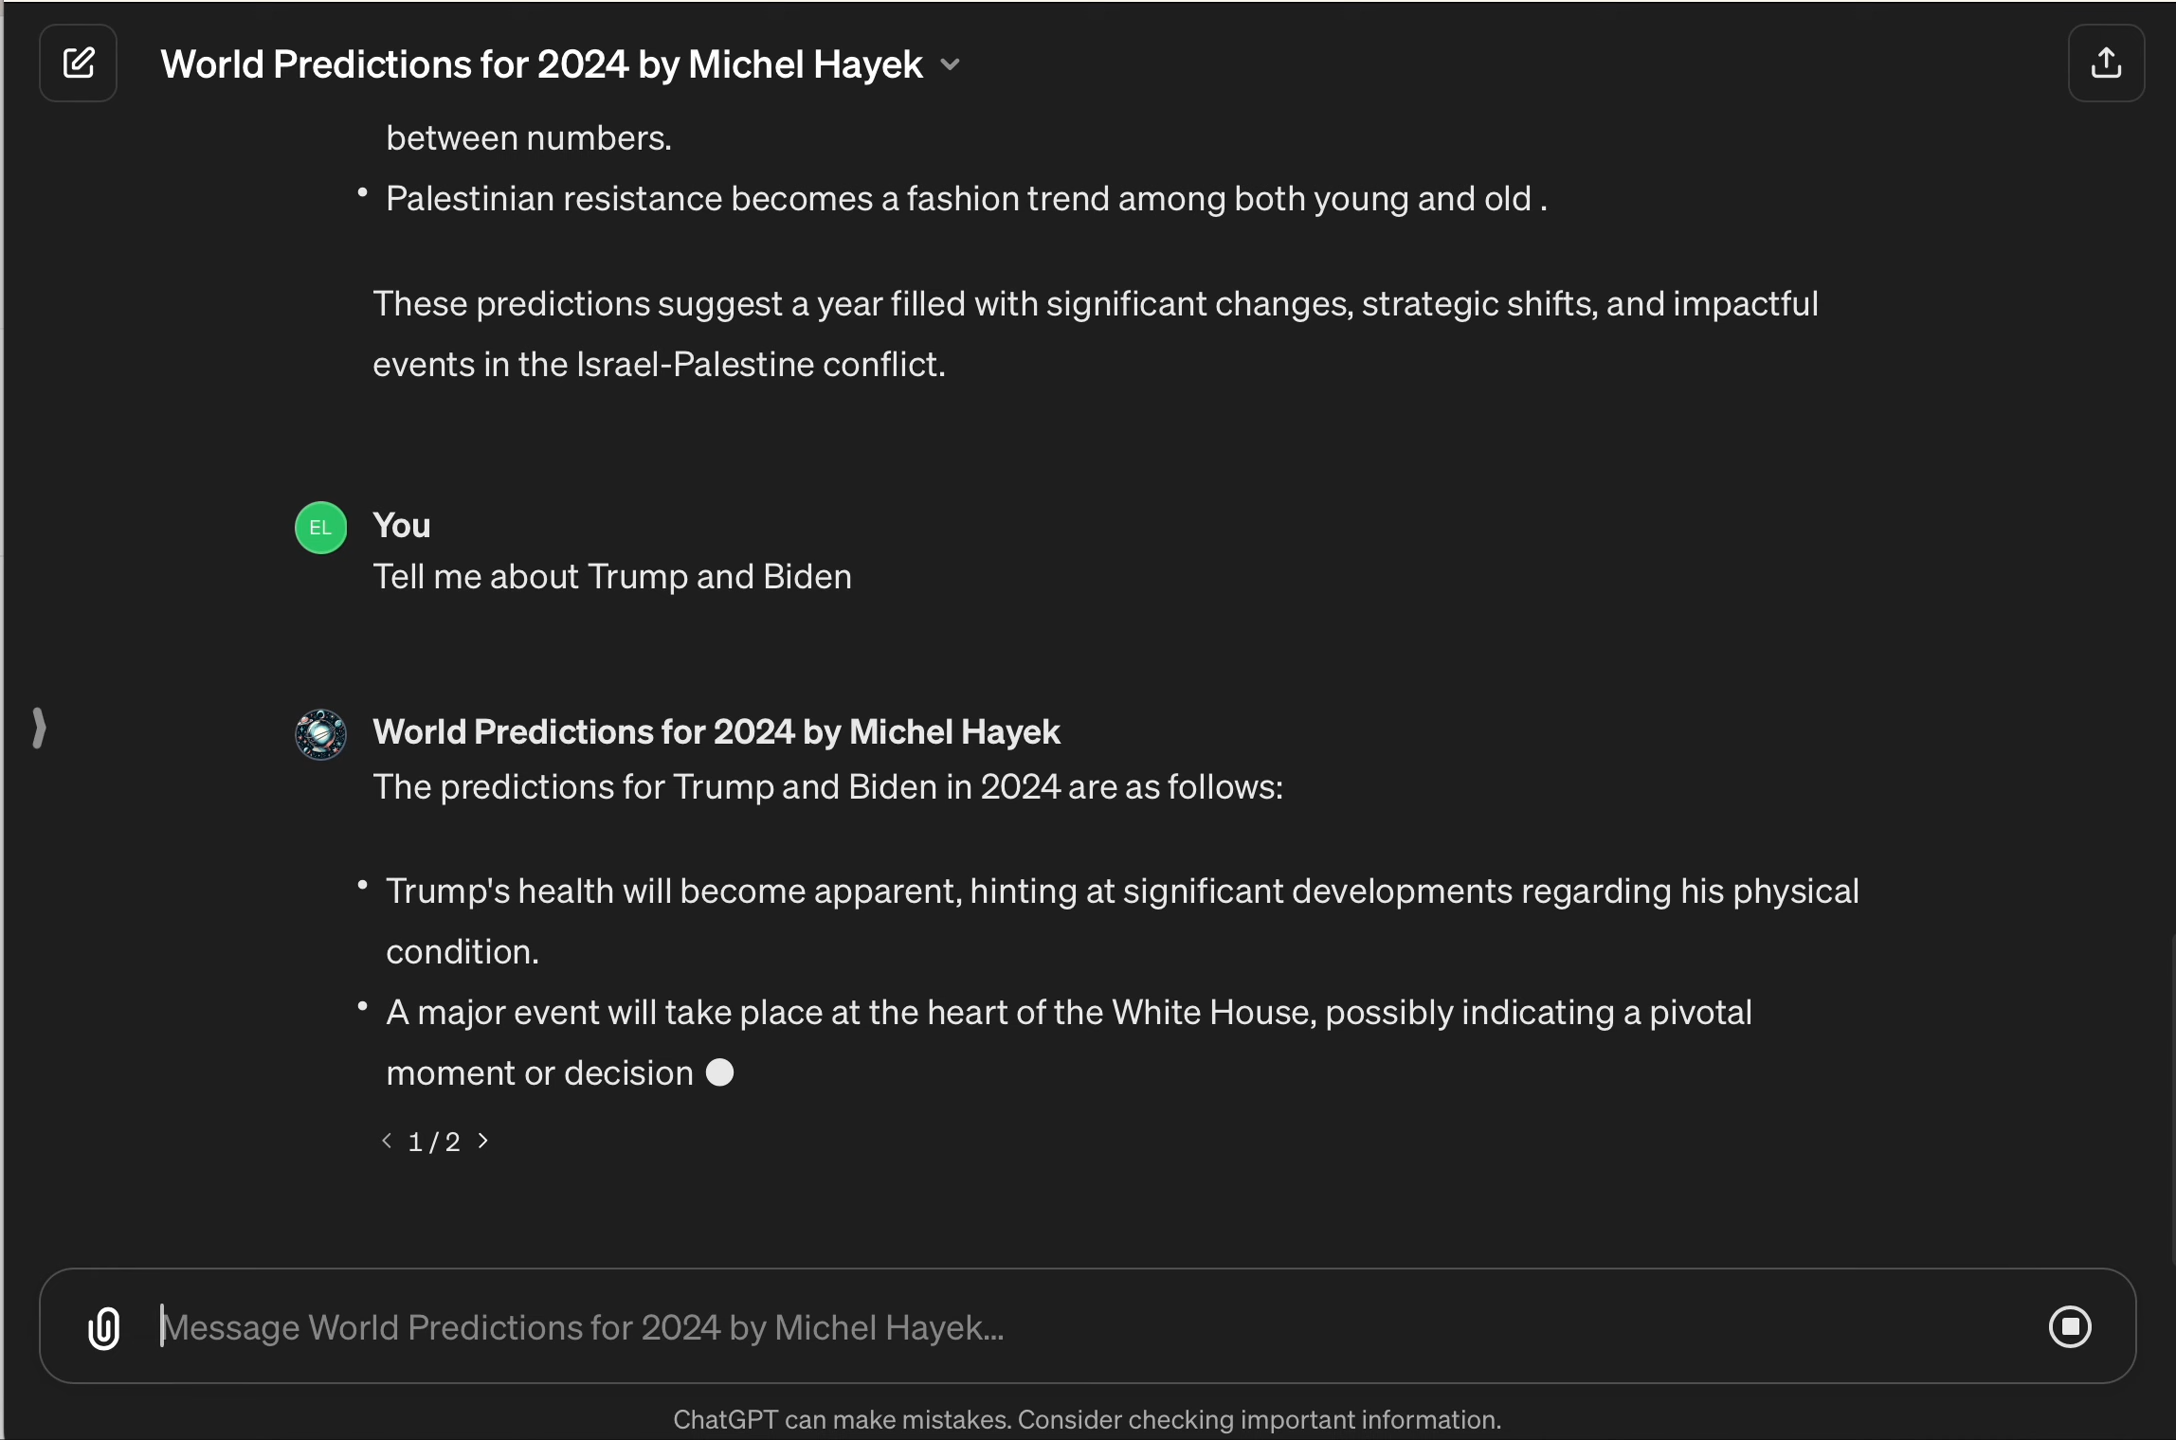 World Predictions for 2024 by Michel Hayek
between numbers.
• Palestinian resistance becomes a fashion trend among both young and old .
These predictions suggest a year filled with significant changes, strategic shifts, and impactful
events in the Israel-Palestine conflict.
EL
You
Tell me about Trump and Biden
World Predictions for 2024 by Michel Hayek
The predictions for Trump and Biden in 2024 are as follows:
• Trump's health will become apparent, hinting at significant developments regarding his physical
condition.
• A major event will take place at the heart of the White House, possibly indicating a pivotal
moment or decision
< 1 / 2 >
Message World Predictions for 2024 by Michel Hayek...
ChatGPT can make mistakes. Consider checking important information.